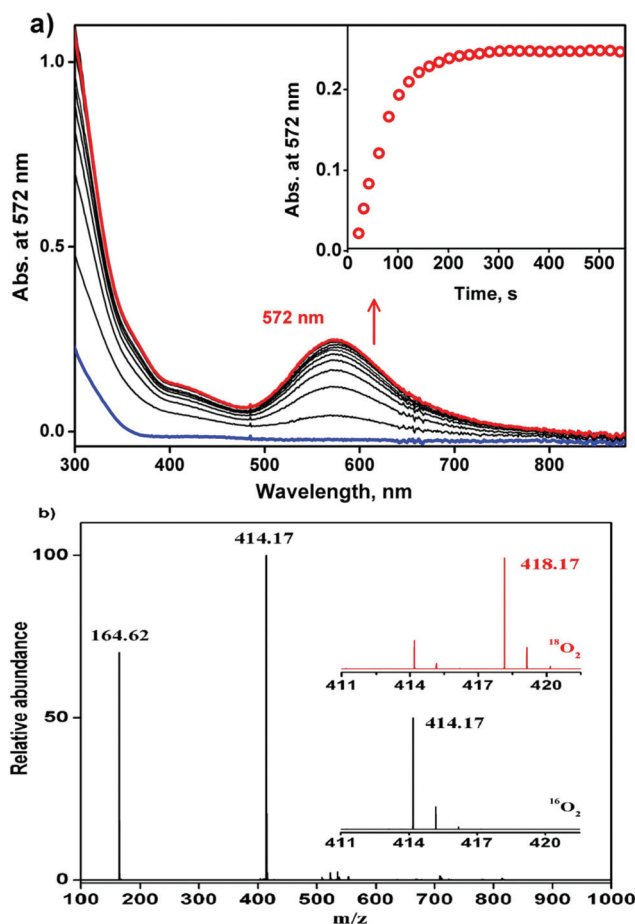 a)
Abs. at 572 nm
1.0
0.5
0.0
572 nm
300 400 500 600 700 800
Wavelength, nm
Abs. at 572 nm
0.2
0.1
0.0
0 100 200 300 400 500
Time, s
b)
Relative abundance
100
50
0
414.17
164.62
418.17
¹⁸O₂
411 414 417 420
414.17
¹⁶O₂
411 414 417 420
100 200 300 400 500 600 700 800 900 1000
m/z